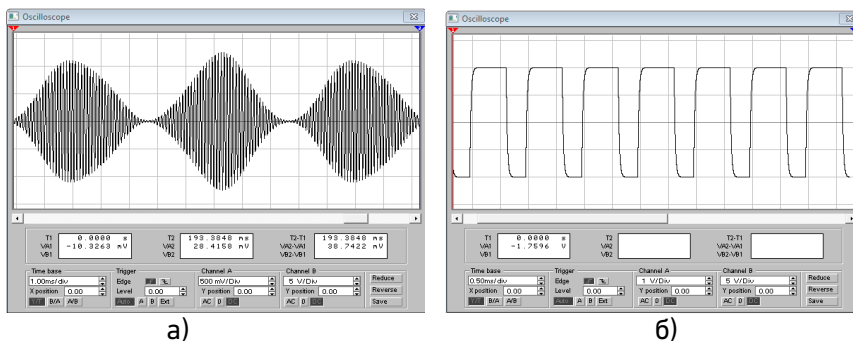 Oscilloscope
T1 0.0000 s T2 193.3848 ms T2-T1 193.3848 ms
VA1 -10.3263 mV VA2 28.4158 mV VA2-VA1 38.7422 mV
VB1 VB2 VB2-VB1
Time base Trigger Channel A Channel B
1.00ms/div Edge 500 mV/Div 5 V/Div Reduce
X position 0.00 Level 0.00 Y position 0.00 Y position 0.00 Reverse
Y/T B/A A/B Auto A B Ext AC 0 DC AC 0 DC Save
а)
Oscilloscope
T1 0.0000 s T2 T2-T1
VA1 -1.7596 V VA2 VA2-VA1
VB1 VB2 VB2-VB1
Time base Trigger Channel A Channel B
0.50ms/div Edge 1 V/Div 5 V/Div Reduce
X position 0.00 Level 0.00 Y position 0.00 Y position 0.00 Reverse
Y/T B/A A/B Auto A B Ext AC 0 DC AC 0 DC Save
б)